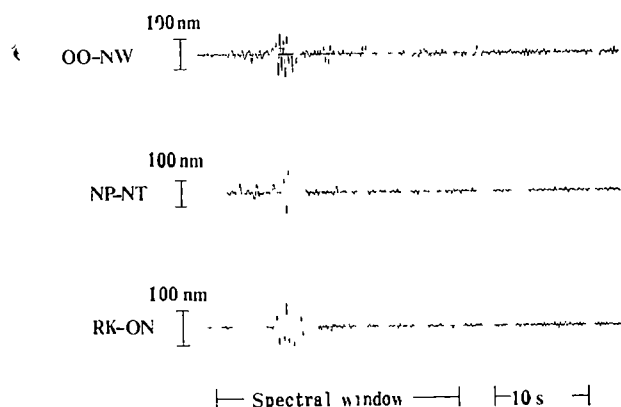 100 nm
OO-NW
100 nm
NP-NT
100 nm
RK-ON
Spectral window
10 s